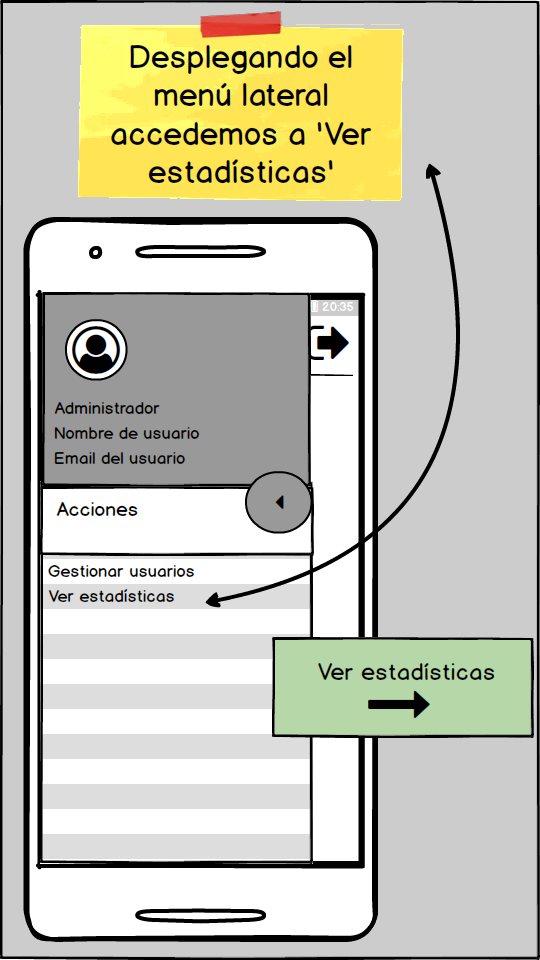 Desplegando el
menú lateral
accedemos a 'Ver
estadísticas'
20:35
Administrador
Nombre de usuario
Email del usuario
Acciones
Gestionar usuarios
Ver estadísticas
Ver estadísticas